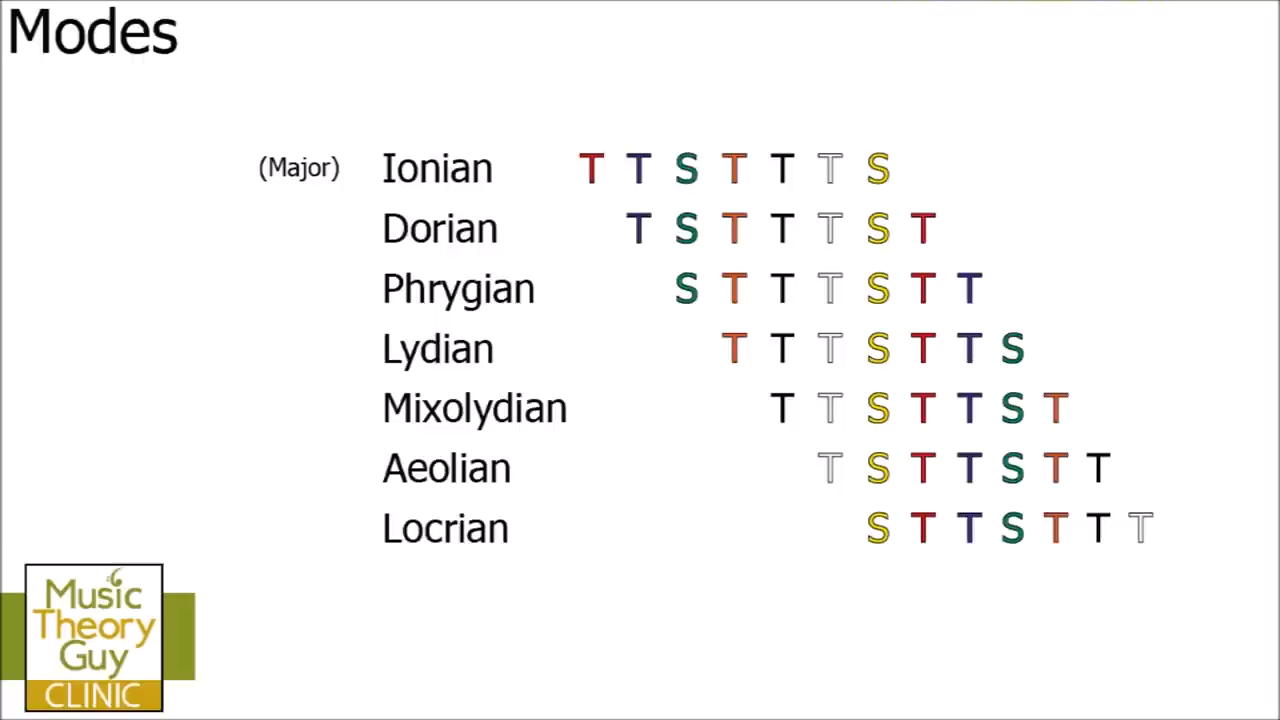 Modes
(Major) Ionian T T S T T T S
Dorian T S T T T S T
Phrygian S T T T S T T
Lydian T T T S T T S
Mixolydian T T S T T S T
Aeolian T S T T S T T
Locrian S T T S T T T
Music
Theory
Guy
CLINIC